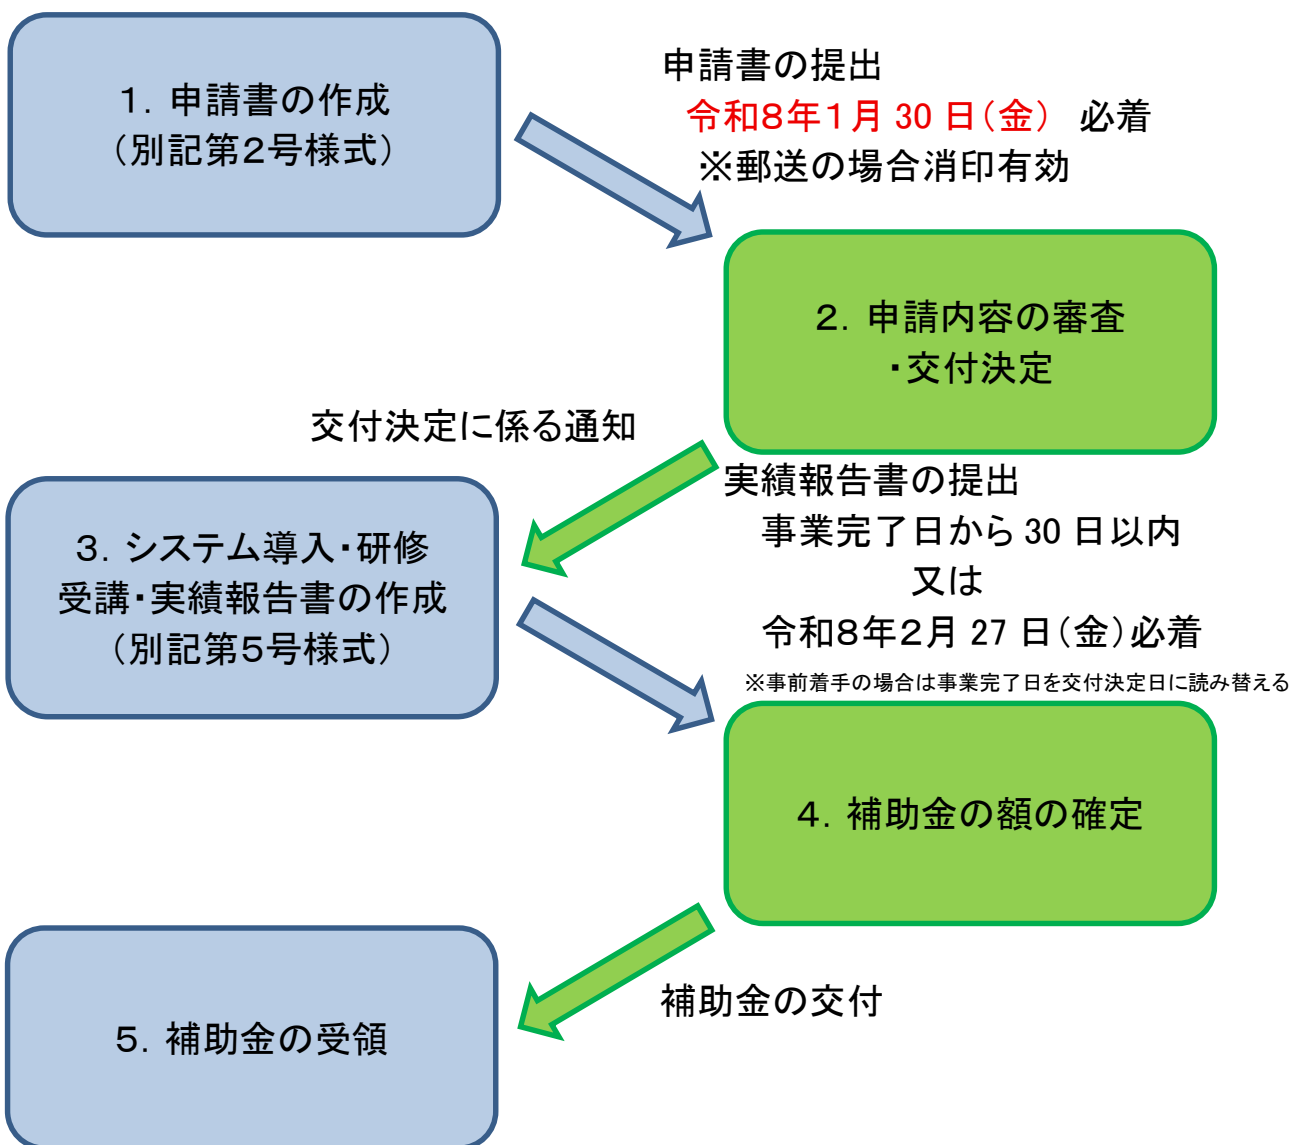 1．申請書の作成
（別記第2号様式）
申請書の提出
令和8年1月 30 日（金） 必着
※郵送の場合消印有効
2．申請内容の審査
・交付決定
交付決定に係る通知
3．システム導入・研修
受講・実績報告書の作成
（別記第5号様式）
実績報告書の提出
事業完了日から 30 日以内
又は
令和8年2月 27 日（金）必着
※事前着手の場合は事業完了日を交付決定日に読み替える
4．補助金の額の確定
補助金の交付
5．補助金の受領